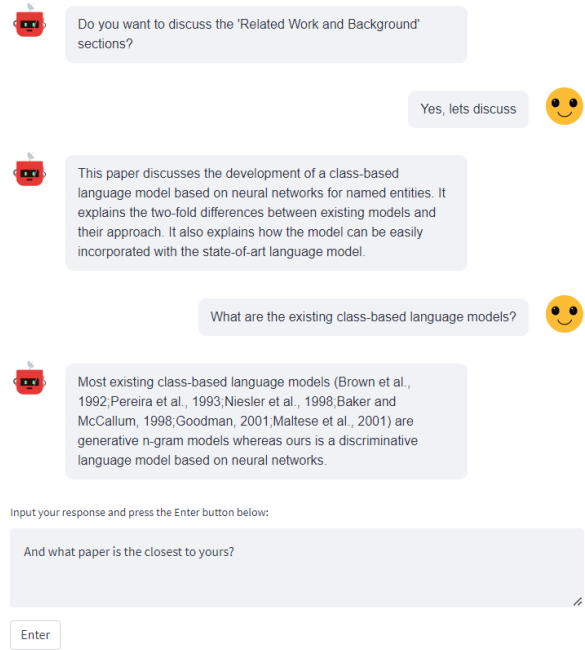 Do you want to discuss the 'Related Work and Background'
sections?
Yes, lets discuss
This paper discusses the development of a class-based
language model based on neural networks for named entities. It
explains the two-fold differences between existing models and
their approach. It also explains how the model can be easily
incorporated with the state-of-art language model.
What are the existing class-based language models?
Most existing class-based language models (Brown et al.,
1992;Pereira et al., 1993;Niesler et al., 1998;Baker and
McCallum, 1998;Goodman, 2001;Maltese et al., 2001) are
generative n-gram models whereas ours is a discriminative
language model based on neural networks.
Input your response and press the Enter button below:
And what paper is the closest to yours?
Enter